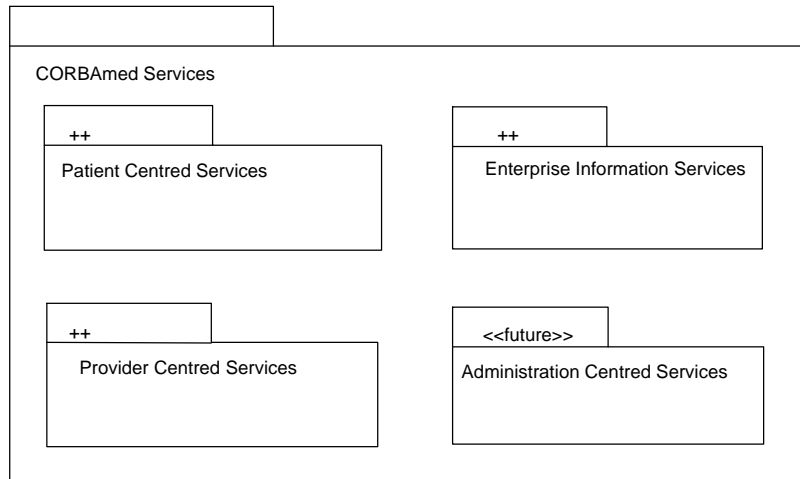 CORBAmed Services
++
Patient Centred Services
++
Enterprise Information Services
++
Provider Centred Services
<<future>>
Administration Centred Services